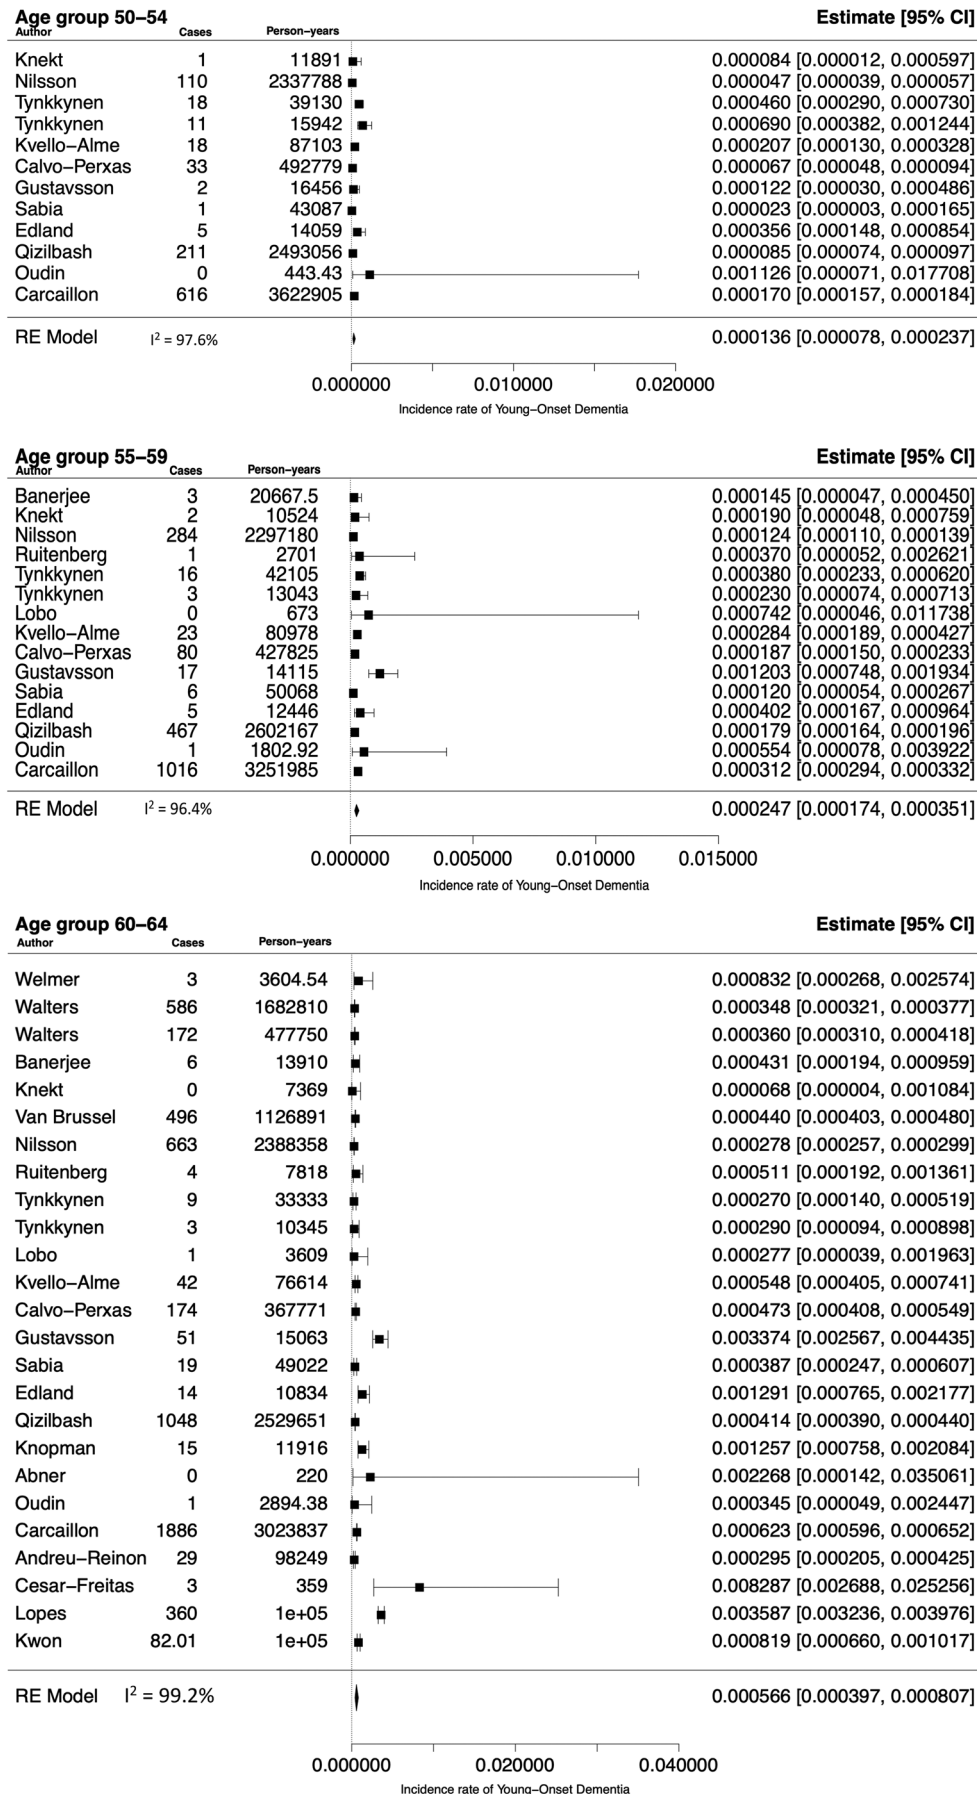 Age group 50−54 Estimate [95% CI]
Author Cases Person−years
Knekt 1 11891 0.000084 [0.000012, 0.000597]
Nilsson 110 2337788 0.000047 [0.000039, 0.000057]
Tynkkynen 18 39130 0.000460 [0.000290, 0.000730]
Tynkkynen 11 15942 0.000690 [0.000382, 0.001244]
Kvello−Alme 18 87103 0.000207 [0.000130, 0.000328]
Calvo−Perxas 33 492779 0.000067 [0.000048, 0.000094]
Gustavsson 2 16456 0.000122 [0.000030, 0.000486]
Sabia 1 43087 0.000023 [0.000003, 0.000165]
Edland 5 14059 0.000356 [0.000148, 0.000854]
Qizilbash 211 2493056 0.000085 [0.000074, 0.000097]
Oudin 0 443.43 0.001126 [0.000071, 0.017708]
Carcaillon 616 3622905 0.000170 [0.000157, 0.000184]
RE Model I² = 97.6% 0.000136 [0.000078, 0.000237]
0.000000 0.010000 0.020000
Incidence rate of Young−Onset Dementia
Age group 55−59 Estimate [95% CI]
Author Cases Person−years
Banerjee 3 20667.5 0.000145 [0.000047, 0.000450]
Knekt 2 10524 0.000190 [0.000048, 0.000759]
Nilsson 284 2297180 0.000124 [0.000110, 0.000139]
Ruitenberg 1 2701 0.000370 [0.000052, 0.002621]
Tynkkynen 16 42105 0.000380 [0.000233, 0.000620]
Tynkkynen 3 13043 0.000230 [0.000074, 0.000713]
Lobo 0 673 0.000742 [0.000046, 0.011738]
Kvello−Alme 23 80978 0.000284 [0.000189, 0.000427]
Calvo−Perxas 80 427825 0.000187 [0.000150, 0.000233]
Gustavsson 17 14115 0.001203 [0.000748, 0.001934]
Sabia 6 50068 0.000120 [0.000054, 0.000267]
Edland 5 12446 0.000402 [0.000167, 0.000964]
Qizilbash 467 2602167 0.000179 [0.000164, 0.000196]
Oudin 1 1802.92 0.000554 [0.000078, 0.003922]
Carcaillon 1016 3251985 0.000312 [0.000294, 0.000332]
RE Model I² = 96.4% 0.000247 [0.000174, 0.000351]
0.000000 0.005000 0.010000 0.015000
Incidence rate of Young−Onset Dementia
Age group 60−64 Estimate [95% CI]
Author Cases Person−years
Welmer 3 3604.54 0.000832 [0.000268, 0.002574]
Walters 586 1682810 0.000348 [0.000321, 0.000377]
Walters 172 477750 0.000360 [0.000310, 0.000418]
Banerjee 6 13910 0.000431 [0.000194, 0.000959]
Knekt 0 7369 0.000068 [0.000004, 0.001084]
Van Brussel 496 1126891 0.000440 [0.000403, 0.000480]
Nilsson 663 2388358 0.000278 [0.000257, 0.000299]
Ruitenberg 4 7818 0.000511 [0.000192, 0.001361]
Tynkkynen 9 33333 0.000270 [0.000140, 0.000519]
Tynkkynen 3 10345 0.000290 [0.000094, 0.000898]
Lobo 1 3609 0.000277 [0.000039, 0.001963]
Kvello−Alme 42 76614 0.000548 [0.000405, 0.000741]
Calvo−Perxas 174 367771 0.000473 [0.000408, 0.000549]
Gustavsson 51 15063 0.003374 [0.002567, 0.004435]
Sabia 19 49022 0.000387 [0.000247, 0.000607]
Edland 14 10834 0.001291 [0.000765, 0.002177]
Qizilbash 1048 2529651 0.000414 [0.000390, 0.000440]
Knopman 15 11916 0.001257 [0.000758, 0.002084]
Abner 0 220 0.002268 [0.000142, 0.035061]
Oudin 1 2894.38 0.000345 [0.000049, 0.002447]
Carcaillon 1886 3023837 0.000623 [0.000596, 0.000652]
Andreu−Reinon 29 98249 0.000295 [0.000205, 0.000425]
Cesar−Freitas 3 359 0.008287 [0.002688, 0.025256]
Lopes 360 1e+05 0.003587 [0.003236, 0.003976]
Kwon 82.01 1e+05 0.000819 [0.000660, 0.001017]
RE Model I² = 99.2% 0.000566 [0.000397, 0.000807]
0.000000 0.020000 0.040000
Incidence rate of Young−Onset Dementia